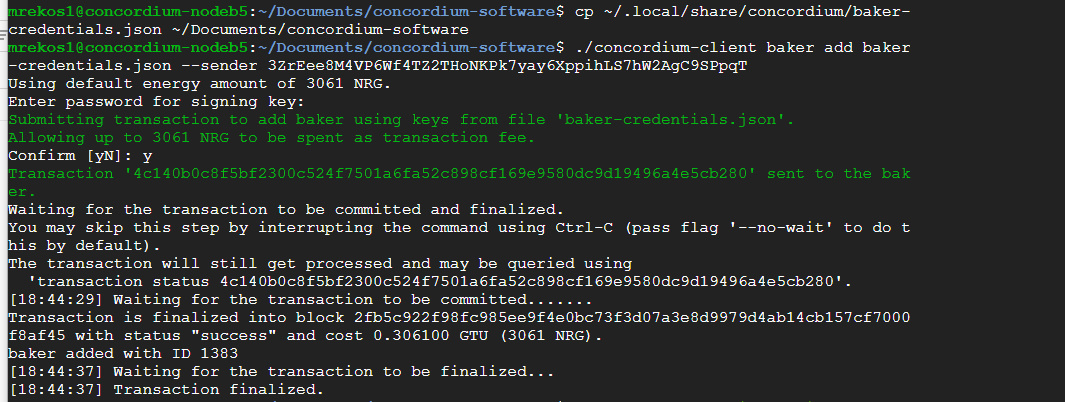 mrekos1@concordium-nodeb5:~/Documents/concordium-software$ cp ~/.local/share/concordium/baker-
credentials.json ~/Documents/concordium-software
mrekos1@concordium-nodeb5:~/Documents/concordium-software$ ./concordium-client baker add baker
-credentials.json --sender 3ZrEee8M4VP6Wf4TZ2THoNKPk7yay6XppihLS7hW2AgC9SPpqT
Using default energy amount of 3061 NRG.
Enter password for signing key:
Submitting transaction to add baker using keys from file 'baker-credentials.json'.
Allowing up to 3061 NRG to be spent as transaction fee.
Confirm [yN]: y
Transaction '4c140b0c8f5bf2300c524f7501a6fa52c898cf169e9580dc9d19496a4e5cb280' sent to the bak
er.
Waiting for the transaction to be committed and finalized.
You may skip this step by interrupting the command using Ctrl-C (pass flag '--no-wait' to do t
his by default).
The transaction will still get processed and may be queried using
  'transaction status 4c140b0c8f5bf2300c524f7501a6fa52c898cf169e9580dc9d19496a4e5cb280'.
[18:44:29] Waiting for the transaction to be committed.......
Transaction is finalized into block 2fb5c922f98fc985ee9f4e0bc73f3d07a3e8d9979d4ab14cb157cf7000
f8af45 with status "success" and cost 0.306100 GTU (3061 NRG).
baker added with ID 1383
[18:44:37] Waiting for the transaction to be finalized...
[18:44:37] Transaction finalized.